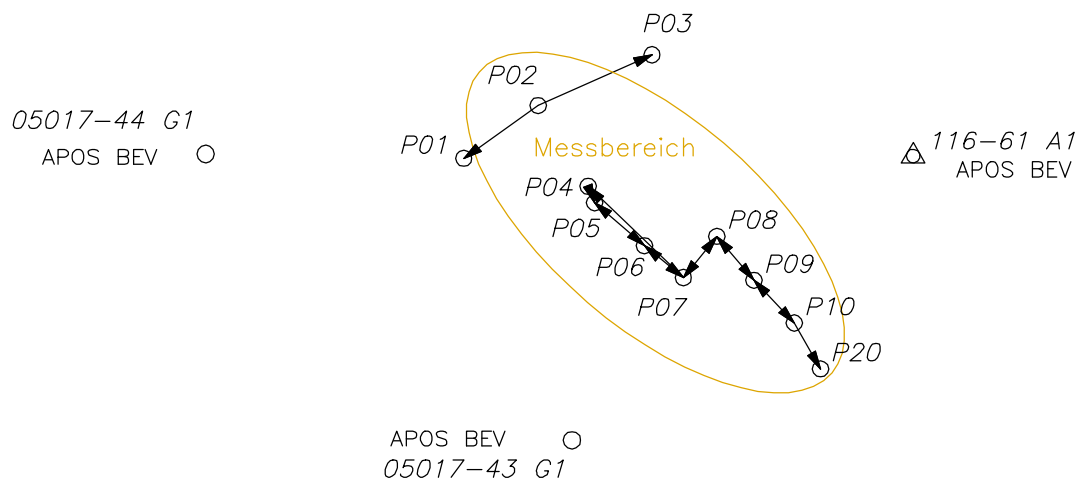 P03
P02
05017-44 G1
APOS BEV
P01
Messbereich
116-61 A1
APOS BEV
P04
P05
P08
P06
P09
P07
P10
P20
APOS BEV
05017-43 G1